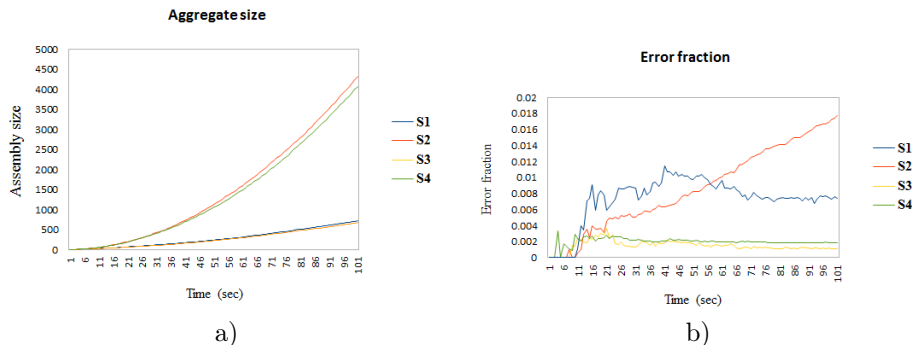 Aggregate size
Assembly size
5000
4500
4000
3500
3000
2500
2000
1500
1000
500
0
1 6 11 16 21 26 31 36 41 46 51 56 61 66 71 76 81 86 91 96 101
Time (sec)
S1
S2
S3
S4
a)
Error fraction
Error fraction
0.02
0.018
0.016
0.014
0.012
0.01
0.008
0.006
0.004
0.002
0
1 6 11 16 21 26 31 36 41 46 51 56 61 66 71 76 81 86 91 96 101
Time (sec)
S1
S2
S3
S4
b)